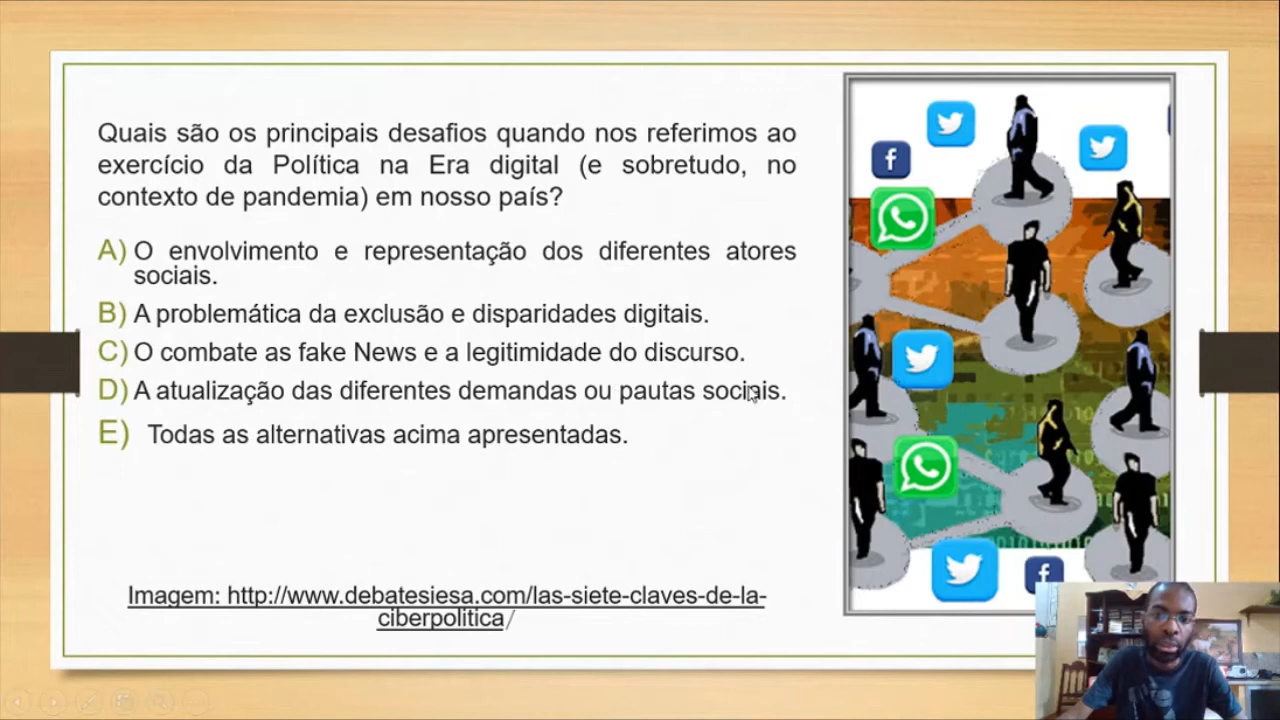 Quais são os principais desafios quando nos referimos ao
exercício da Política na Era digital (e sobretudo, no
contexto de pandemia) em nosso país?
A) O envolvimento e representação dos diferentes atores
sociais.
B) A problemática da exclusão e disparidades digitais.
C) O combate as fake News e a legitimidade do discurso.
D) A atualização das diferentes demandas ou pautas sociais.
E) Todas as alternativas acima apresentadas.
Imagem: http://www.debatesiesa.com/las-siete-claves-de-la-
ciberpolitica/